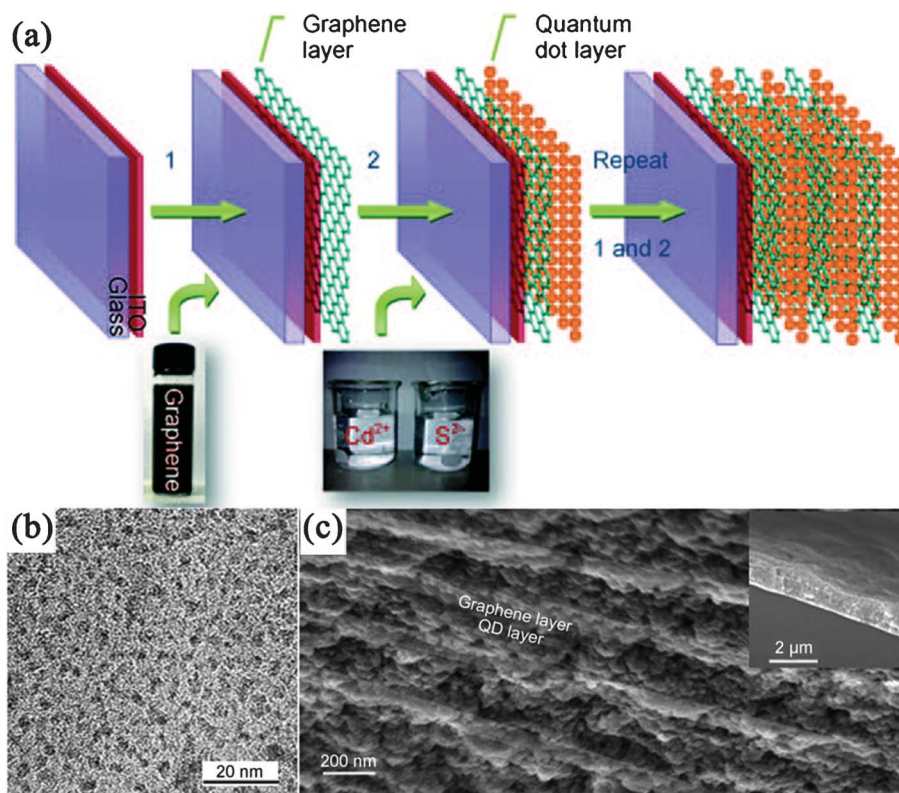 (a)
Graphene
layer
Quantum
dot layer
1
2
Repeat
1 and 2
Glass
ITO
Graphene
Cd2+
S2-
(b)
20 nm
(c)
Graphene layer
QD layer
2 µm
200 nm